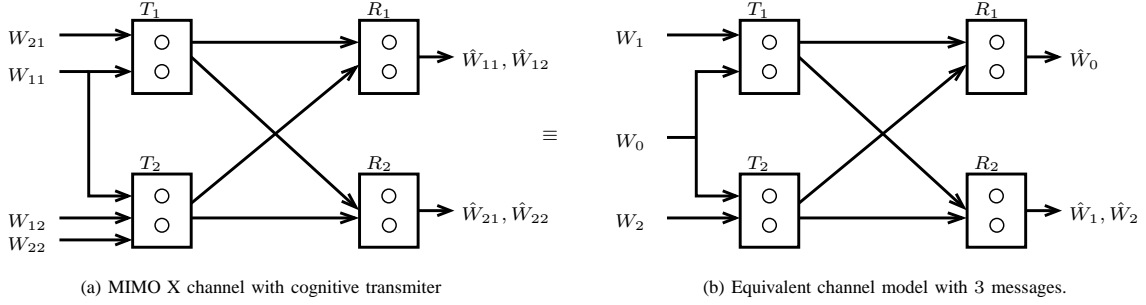 T₁ R₁ T₁ R₁
W₂₁ W₁
W₁₁ Ŵ₁₁, Ŵ₁₂ Ŵ₀
≡ W₀
T₂ R₂ T₂ R₂
W₁₂ Ŵ₂₁, Ŵ₂₂ W₂ Ŵ₁, Ŵ₂
W₂₂
(a) MIMO X channel with cognitive transmiter (b) Equivalent channel model with 3 messages.